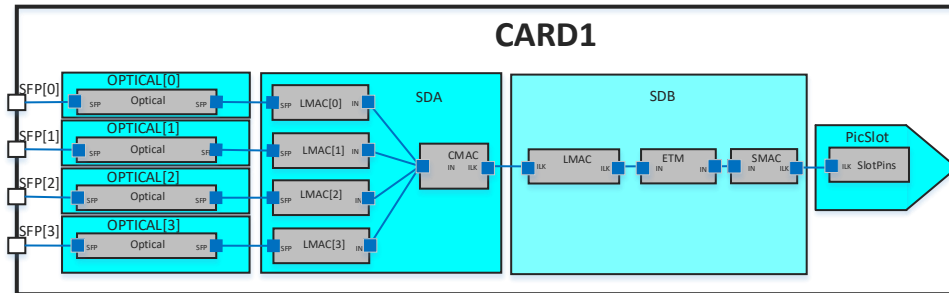 CARD1
SFP[0]
OPTICAL[0]
SFP Optical SFP
SFP[1]
OPTICAL[1]
SFP Optical SFP
SFP[2]
OPTICAL[2]
SFP Optical SFP
SFP[3]
OPTICAL[3]
SFP Optical SFP
SDA
SFP LMAC[0] IN
SFP LMAC[1] IN
SFP LMAC[2] IN
SFP LMAC[3] IN
CMAC
IN ILK
SDB
ILK LMAC ILK
ETM
IN IN
SMAC
IN ILK
PicSlot
ILK SlotPins